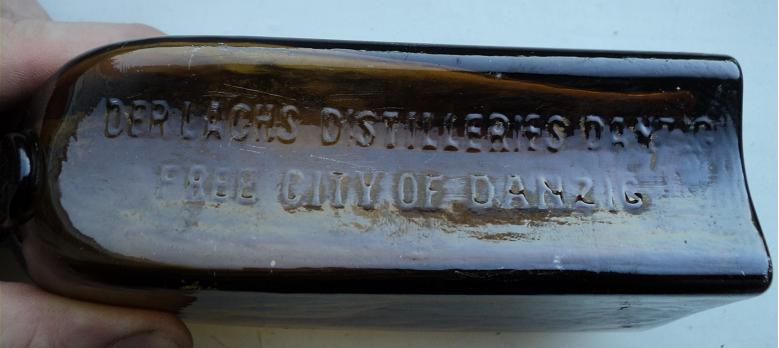 DER LACHS DISTILLERIES DANZIG
FREE CITY OF DANZIG